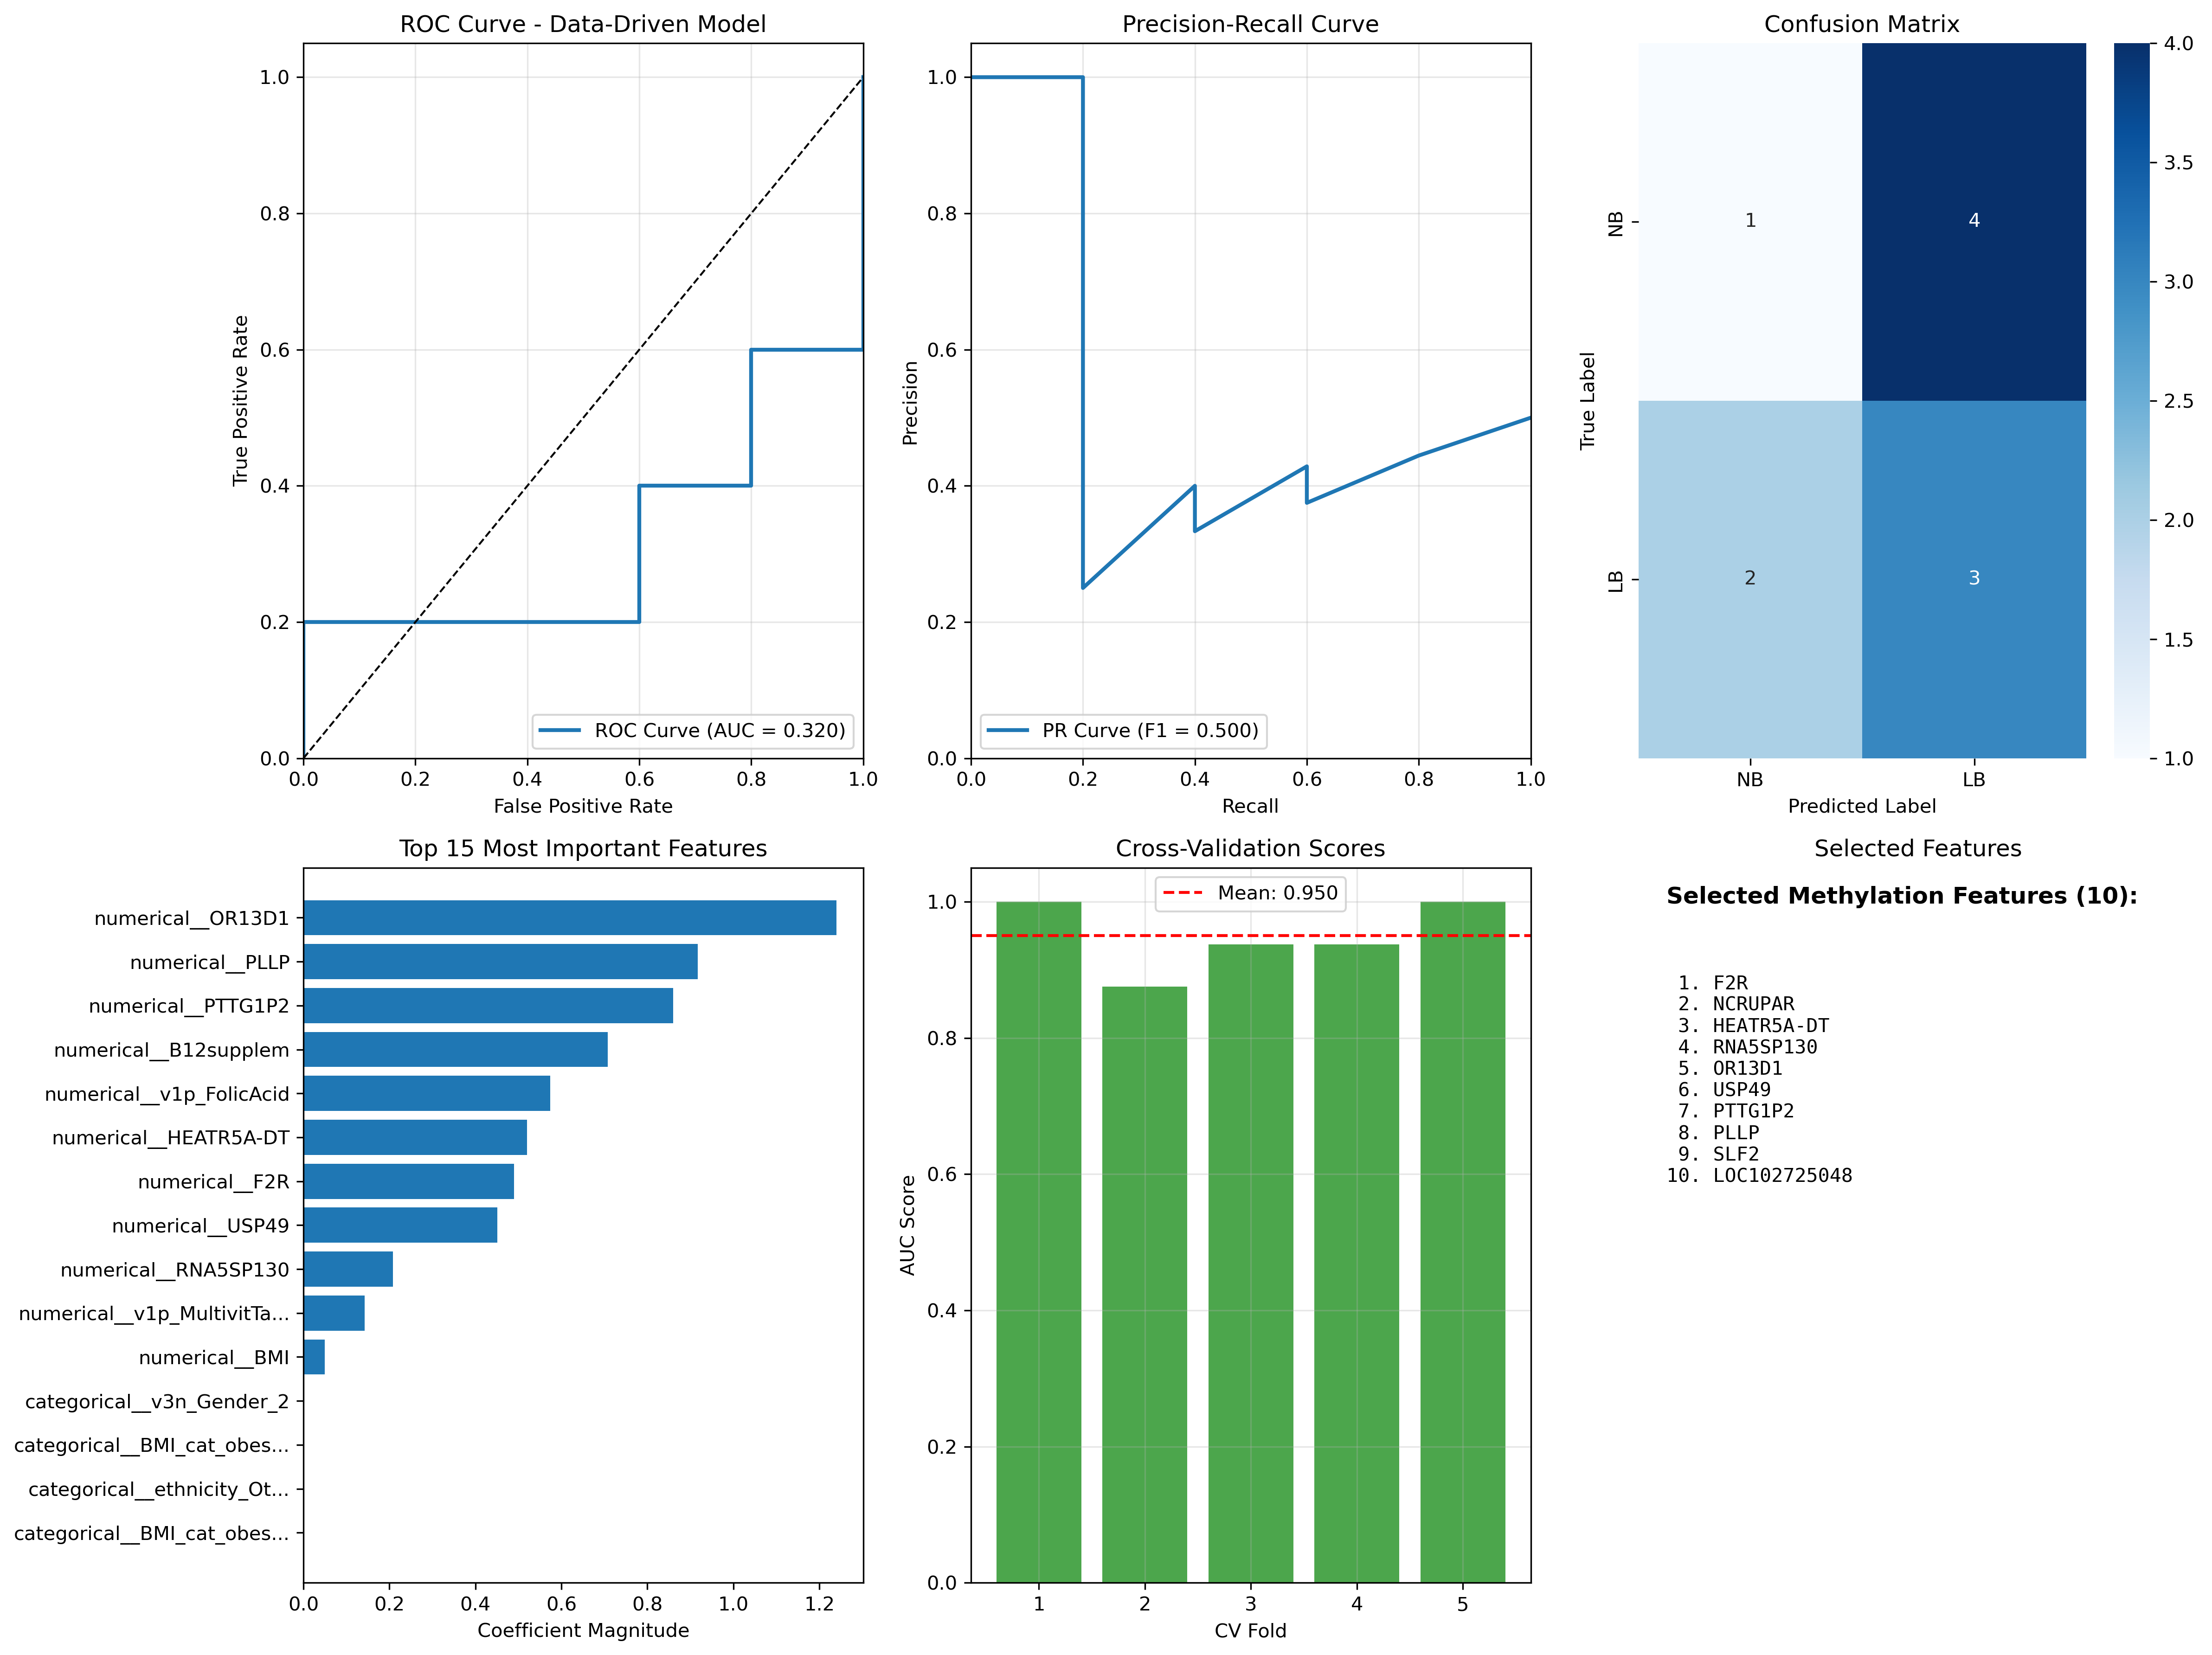 ROC Curve - Data-Driven Model
True Positive Rate
1.0
0.8
0.6
0.4
0.2
0.0
0.0 0.2 0.4 0.6 0.8 1.0
False Positive Rate
ROC Curve (AUC = 0.320)
Precision-Recall Curve
Precision
1.0
0.8
0.6
0.4
0.2
0.0
0.0 0.2 0.4 0.6 0.8 1.0
Recall
PR Curve (F1 = 0.500)
Confusion Matrix
True Label
NB
LB
1 4
2 3
NB LB
Predicted Label
4.0
3.5
3.0
2.5
2.0
1.5
1.0
Top 15 Most Important Features
numerical__OR13D1
numerical__PLLP
numerical__PTTG1P2
numerical__B12supplem
numerical__v1p_FolicAcid
numerical__HEATR5A-DT
numerical__F2R
numerical__USP49
numerical__RNA5SP130
numerical__v1p_MultivitTa...
numerical__BMI
categorical__v3n_Gender_2
categorical__BMI_cat_obes...
categorical__ethnicity_Ot...
categorical__BMI_cat_obes...
0.0 0.2 0.4 0.6 0.8 1.0 1.2
Coefficient Magnitude
Cross-Validation Scores
AUC Score
1.0
0.8
0.6
0.4
0.2
0.0
1 2 3 4 5
CV Fold
Mean: 0.950
Selected Features
Selected Methylation Features (10):
1. F2R
2. NCRUPAR
3. HEATR5A-DT
4. RNA5SP130
5. OR13D1
6. USP49
7. PTTG1P2
8. PLLP
9. SLF2
10. LOC102725048